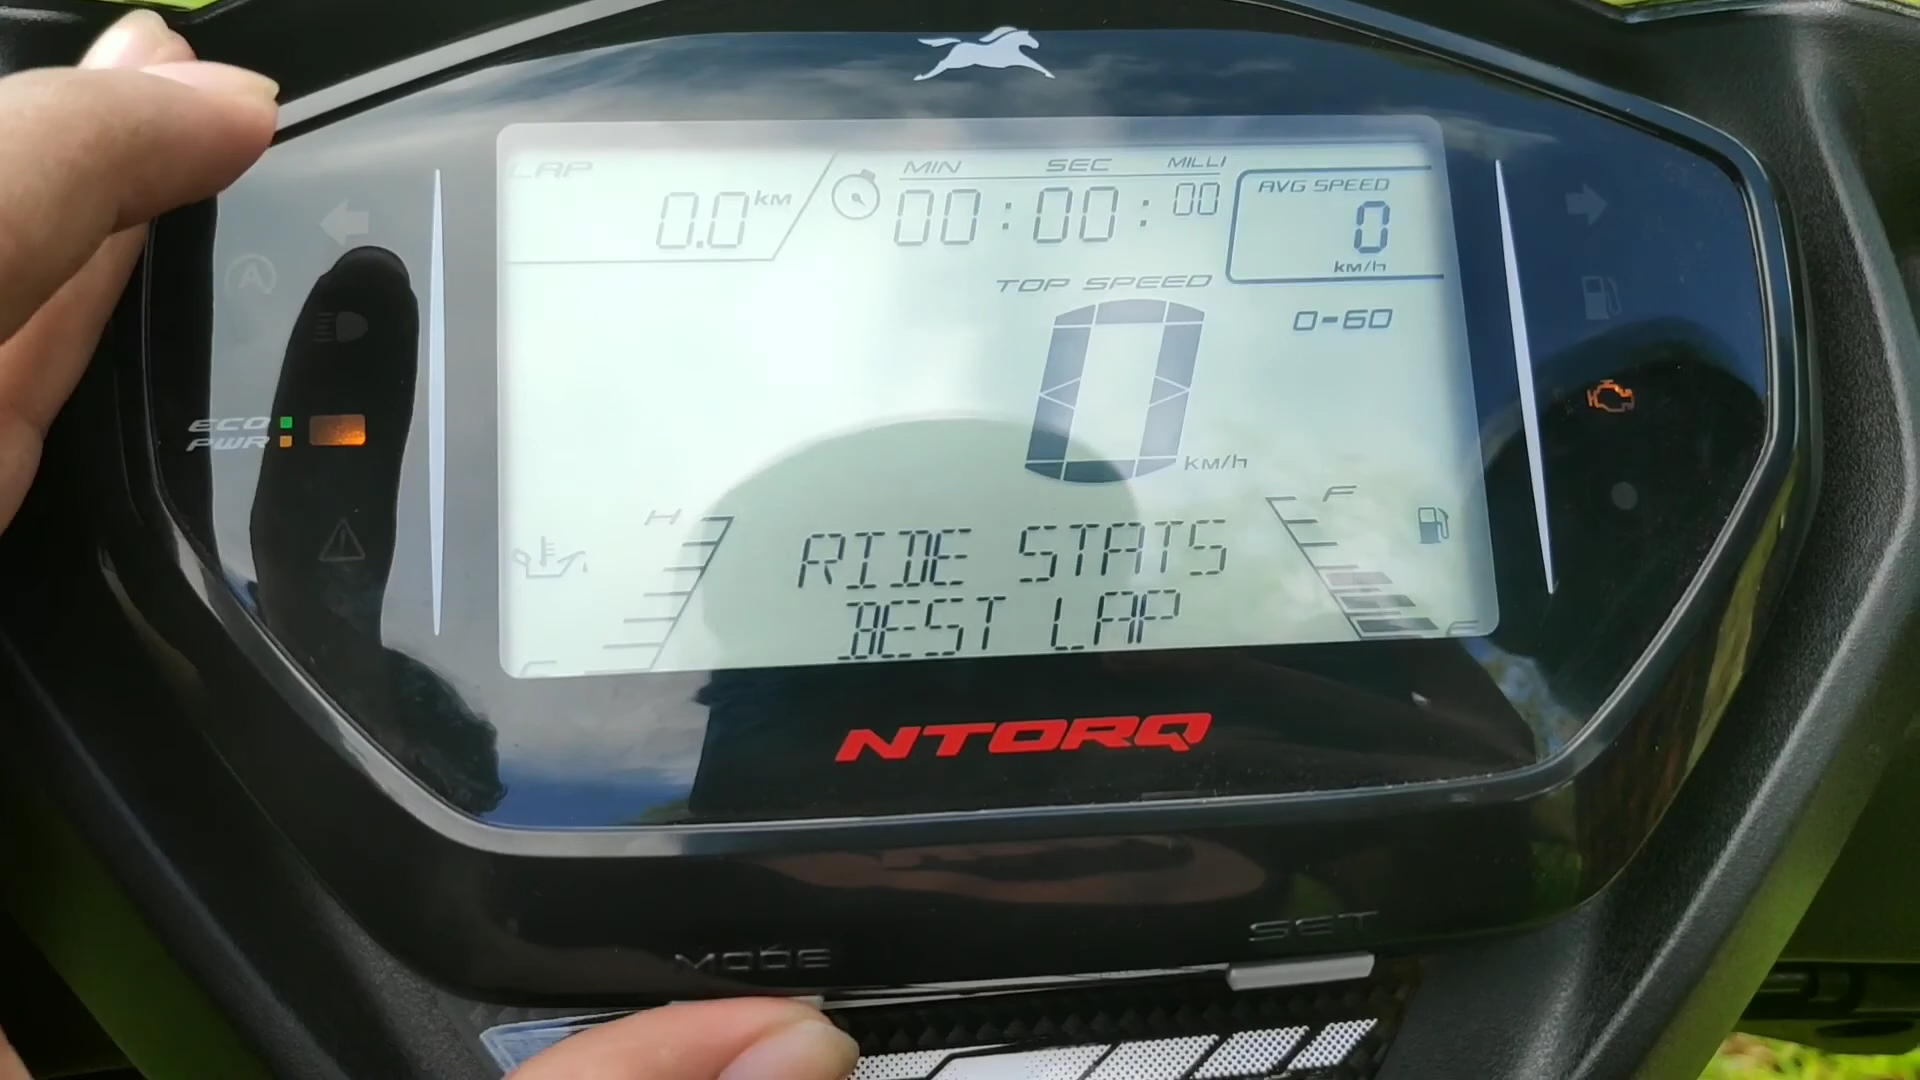 LAP
0.0 KM
MIN SEC MILLI
00:00:00
AVG SPEED
0
KM/H
TOP SPEED
0
KM/H
0-60
ECO
PWR
H
C
F
E
RIDE STATS
BEST LAP
NTORQ
MODE
SET